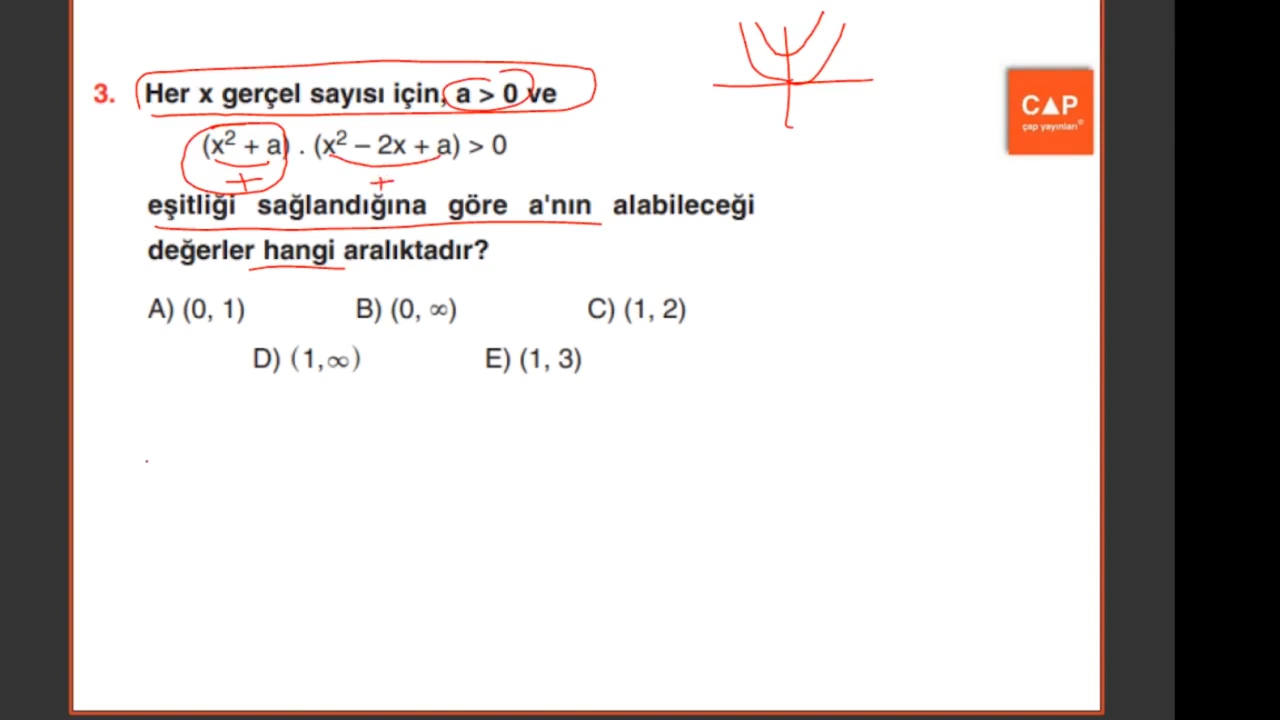 3. Her x gerçel sayısı için, a > 0 ve
(x² + a) . (x² – 2x + a) > 0
+ +
eşitliği sağlandığına göre a'nın alabileceği
değerler hangi aralıktadır?
A) (0, 1) B) (0, ∞) C) (1, 2)
D) (1,∞) E) (1, 3)
ÇAP
çap yayınları®